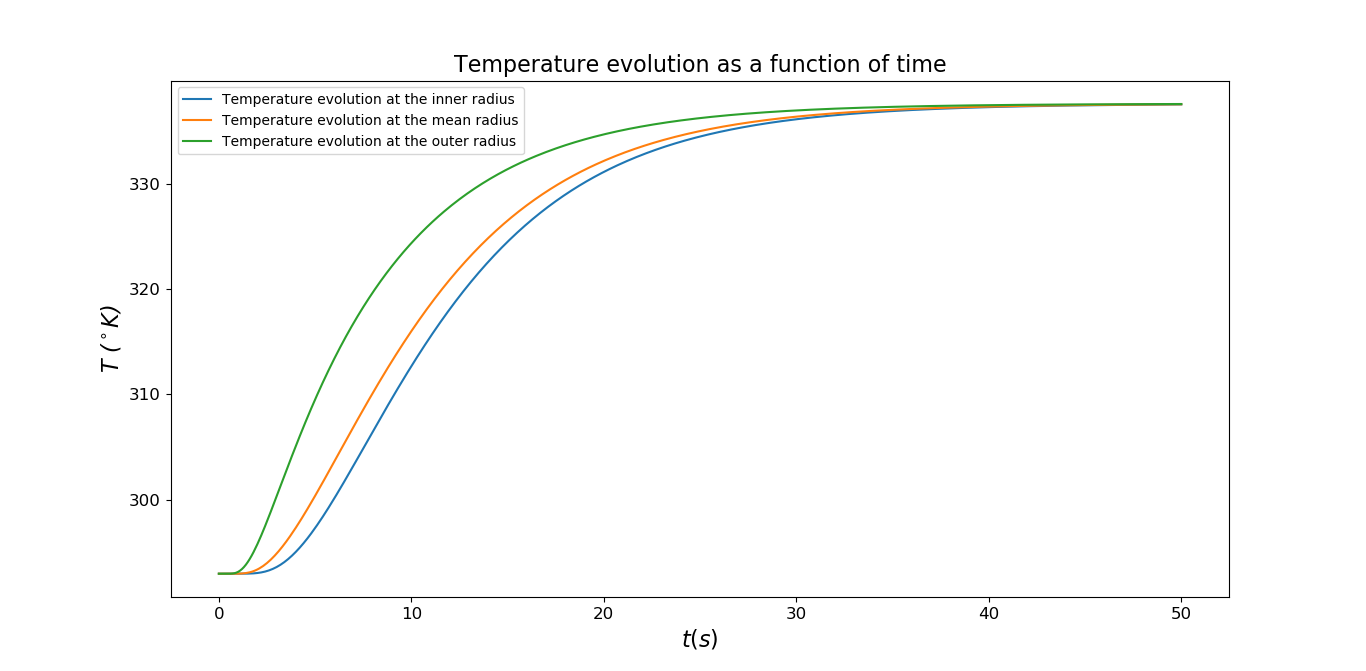 Temperature evolution as a function of time
Temperature evolution at the inner radius
Temperature evolution at the mean radius
Temperature evolution at the outer radius
330
320
310
300
T (°K)
0 10 20 30 40 50
t(s)